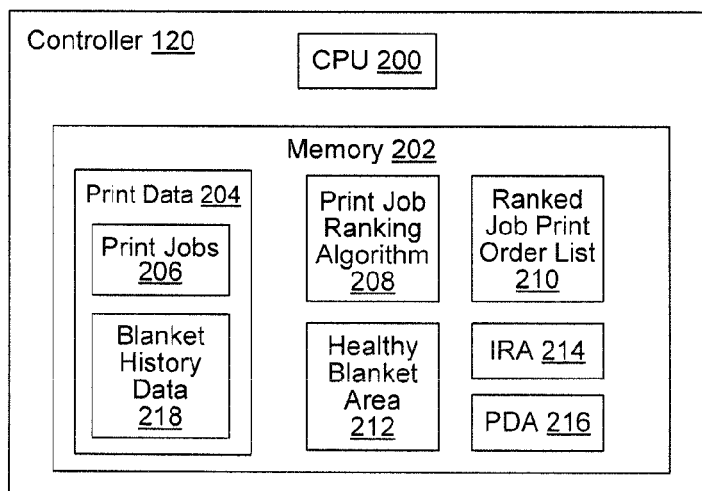 Controller 120
CPU 200
Memory 202
Print Data 204
Print Jobs
206
Blanket
History
Data
218
Print Job
Ranking
Algorithm
208
Ranked
Job Print
Order List
210
Healthy
Blanket
Area
212
IRA 214
PDA 216